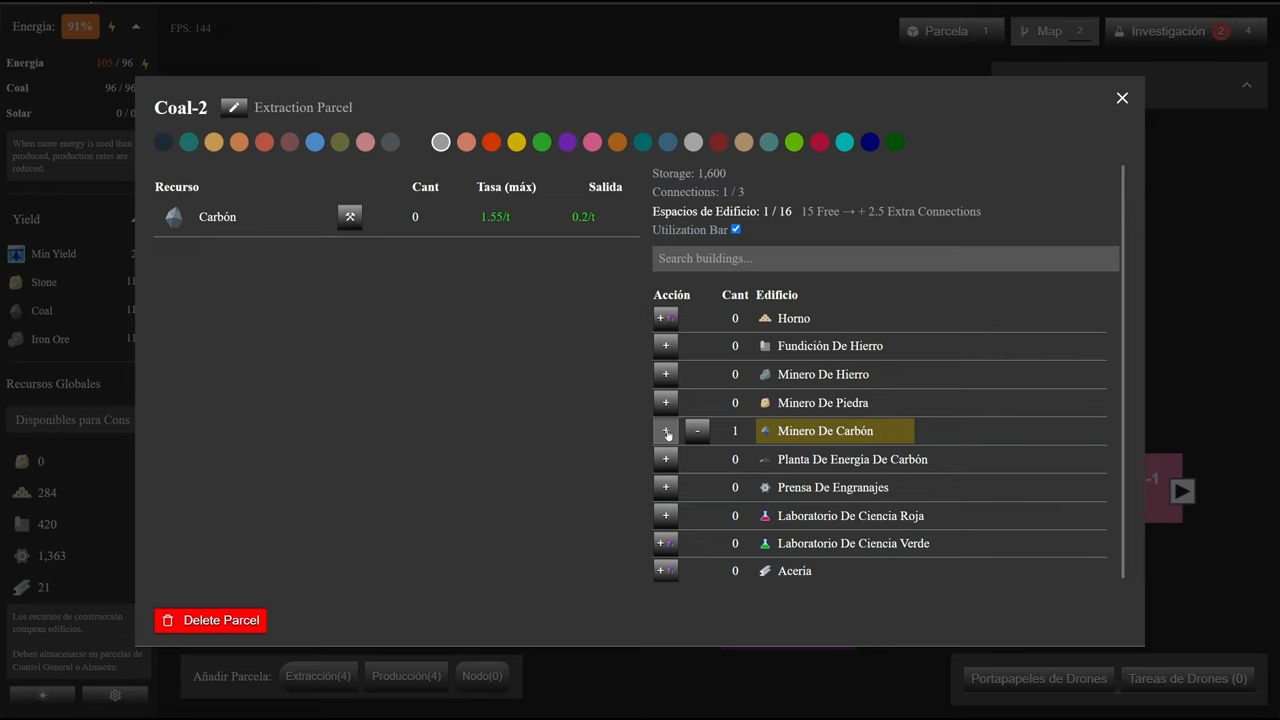 Energía: 91%
FPS: 144
Parcela 1
Map 2
Investigación 2 4
Energía 105 / 96
Coal 96 / 96
Solar 0 / 0
When more energy is used than
produced, production rates are
reduced.
Yield
Min Yield 2
Stone 11
Coal 11
Iron Ore 11
Recursos Globales
Disponibles para Cons
0
284
420
1,363
21
Los recursos de construcción
compran edificios.
Deben almacenarse en parcelas de
Cuartel General o Almacén.
Coal-2 Extraction Parcel
Recurso Cant Tasa (máx) Salida
Carbón 0 1.55/t 0.2/t
Delete Parcel
Storage: 1,600
Connections: 1 / 3
Espacios de Edificio: 1 / 16 15 Free → + 2.5 Extra Connections
Utilization Bar
Search buildings...
Acción Cant Edificio
+ 0 Horno
+ 0 Fundición De Hierro
+ 0 Minero De Hierro
+ 0 Minero De Piedra
+ - 1 Minero De Carbón
+ 0 Planta De Energía De Carbón
+ 0 Prensa De Engranajes
+ 0 Laboratorio De Ciencia Roja
+ 0 Laboratorio De Ciencia Verde
+ 0 Acería
-1
Añadir Parcela: Extracción(4) Producción(4) Nodo(0)
Portapapeles de Drones Tareas de Drones (0)